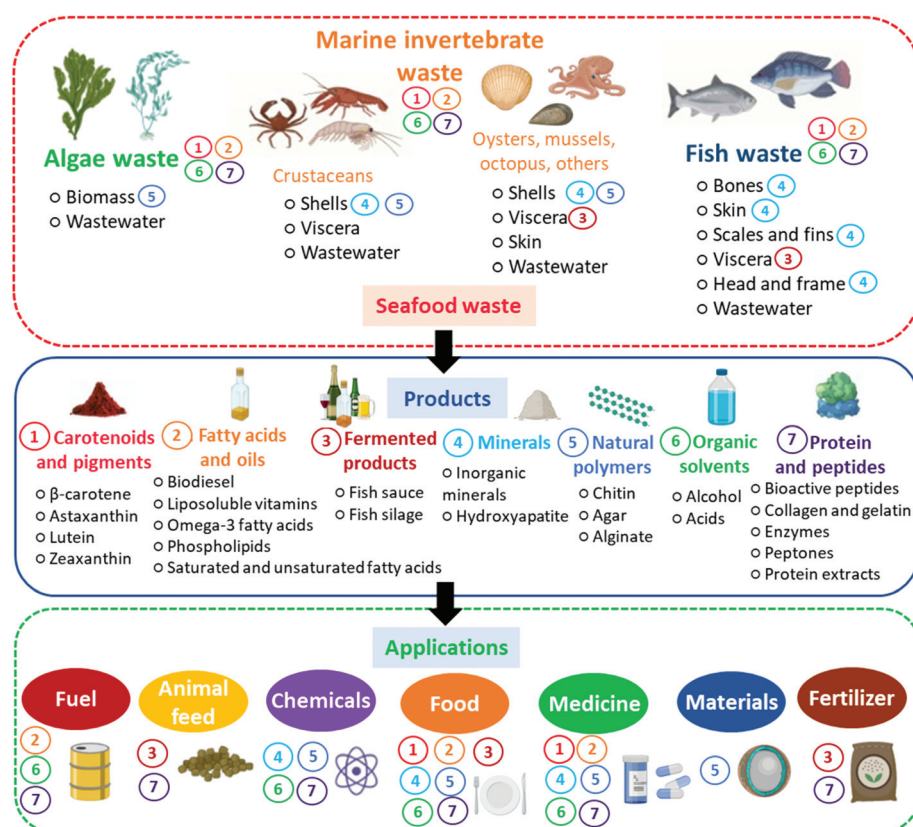 Marine invertebrate
waste
1 2
6 7
Algae waste
1 2
6 7
Biomass 5
Wastewater
Crustaceans
Shells 4 5
Viscera
Wastewater
Oysters, mussels,
octopus, others
Shells 4 5
Viscera 3
Skin
Wastewater
Fish waste
1 2
6 7
Bones 4
Skin 4
Scales and fins 4
Viscera 3
Head and frame 4
Wastewater
Seafood waste
Products
1 Carotenoids
and pigments
β-carotene
Astaxanthin
Lutein
Zeaxanthin
2 Fatty acids
and oils
Biodiesel
Liposoluble vitamins
Omega-3 fatty acids
Phospholipids
Saturated and unsaturated fatty acids
3 Fermented
products
Fish sauce
Fish silage
4 Minerals
Inorganic
minerals
Hydroxyapatite
5 Natural
polymers
Chitin
Agar
Alginate
6 Organic
solvents
Alcohol
Acids
7 Protein
and peptides
Bioactive peptides
Collagen and gelatin
Enzymes
Peptones
Protein extracts
Applications
Fuel
2
6
7
Animal
feed
3
7
Chemicals
4 5
6 7
Food
1 2 3
4 5
6 7
Medicine
1 2
4 5
6 7
Materials
5
Fertilizer
3
7